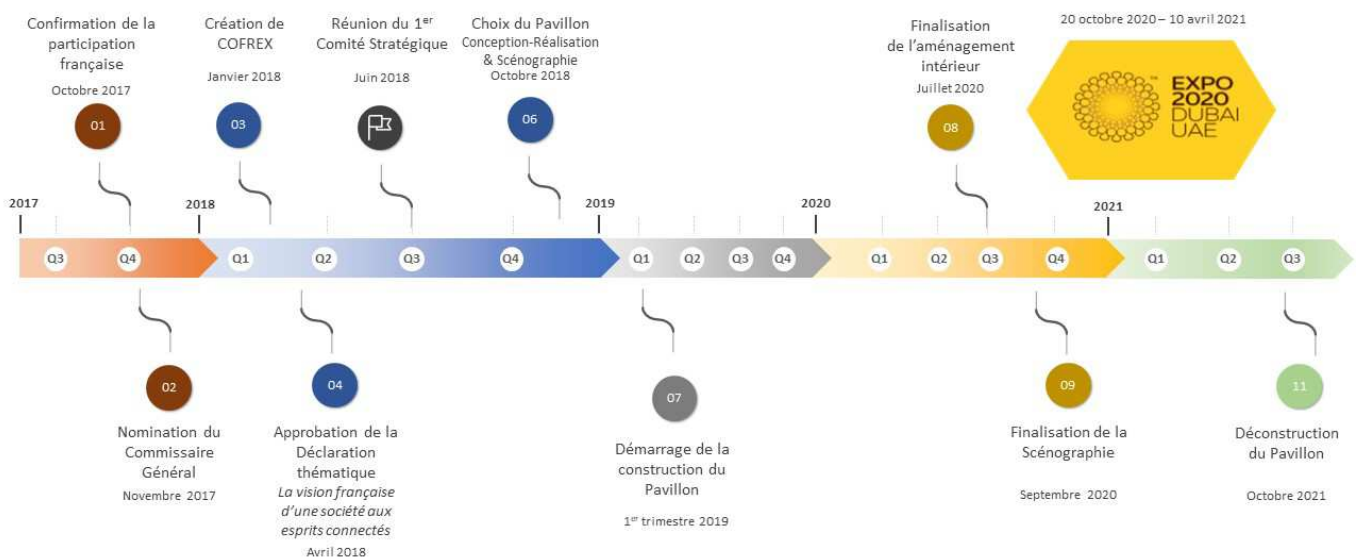 Confirmation de la
participation
française
Octobre 2017
01
Création de
COFREX
Janvier 2018
03
Réunion du 1er
Comité Stratégique
Juin 2018
Choix du Pavillon
Conception-Réalisation
& Scénographie
Octobre 2018
06
Finalisation
de l’aménagement
intérieur
Juillet 2020
08
20 octobre 2020 – 10 avril 2021
EXPO
2020
DUBAI
UAE
TM
2017
2018
2019
2020
2021
Q3
Q4
Q1
Q2
Q3
Q4
Q1
Q2
Q3
Q4
Q1
Q2
Q3
Q4
Q1
Q2
Q3
02
Nomination du
Commissaire
Général
Novembre 2017
04
Approbation de la
Déclaration
thématique
La vision française
d’une société aux
esprits connectés
Avril 2018
07
Démarrage de la
construction du
Pavillon
1er trimestre 2019
09
Finalisation de la
Scénographie
Septembre 2020
11
Déconstruction
du Pavillon
Octobre 2021